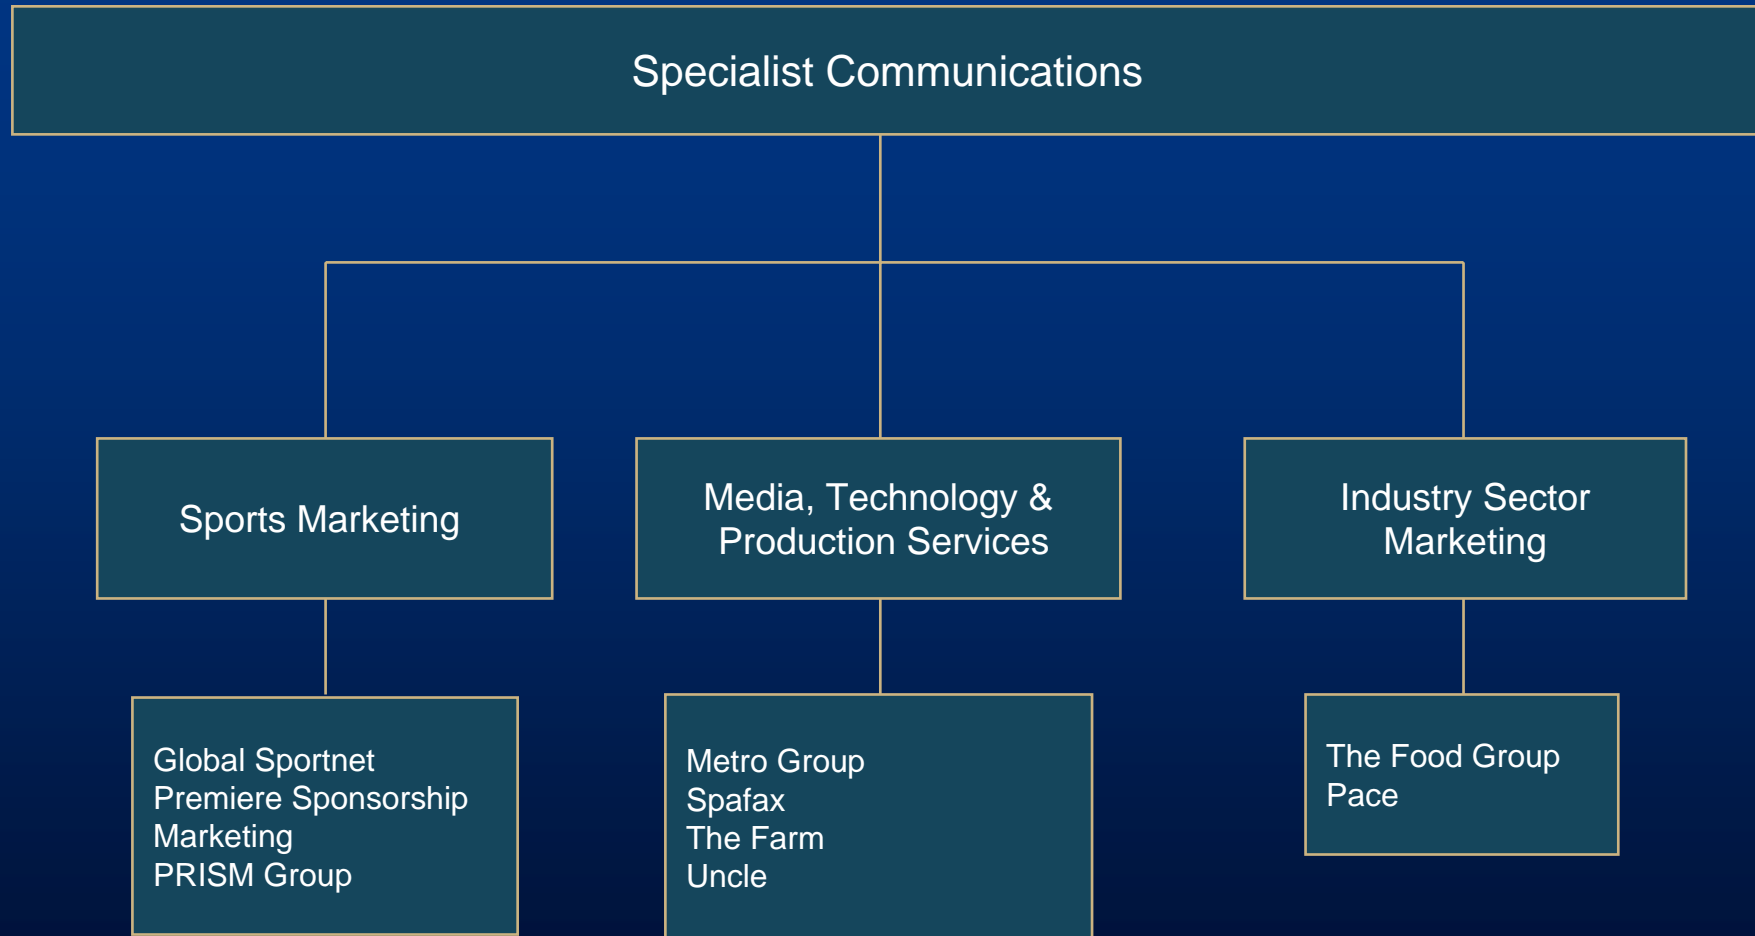 Specialist Communications
Sports Marketing
Media, Technology &
Production Services
Industry Sector
Marketing
Global Sportnet
Premiere Sponsorship
Marketing
PRISM Group
Metro Group
Spafax
The Farm
Uncle
The Food Group
Pace